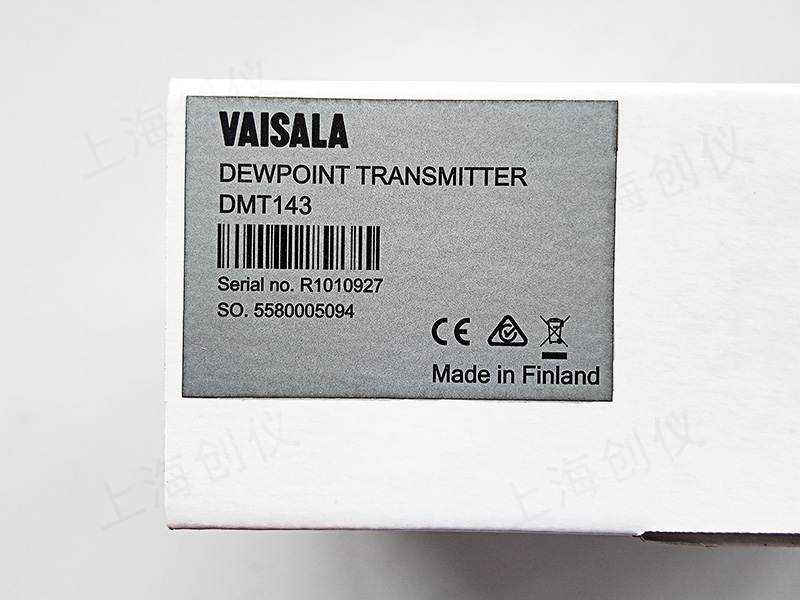 VAISALA
DEWPOINT TRANSMITTER
DMT143
Serial no. R1010927
SO. 5580005094
CE
Made in Finland
上海创仪
上海创仪
上海创仪
上海创仪